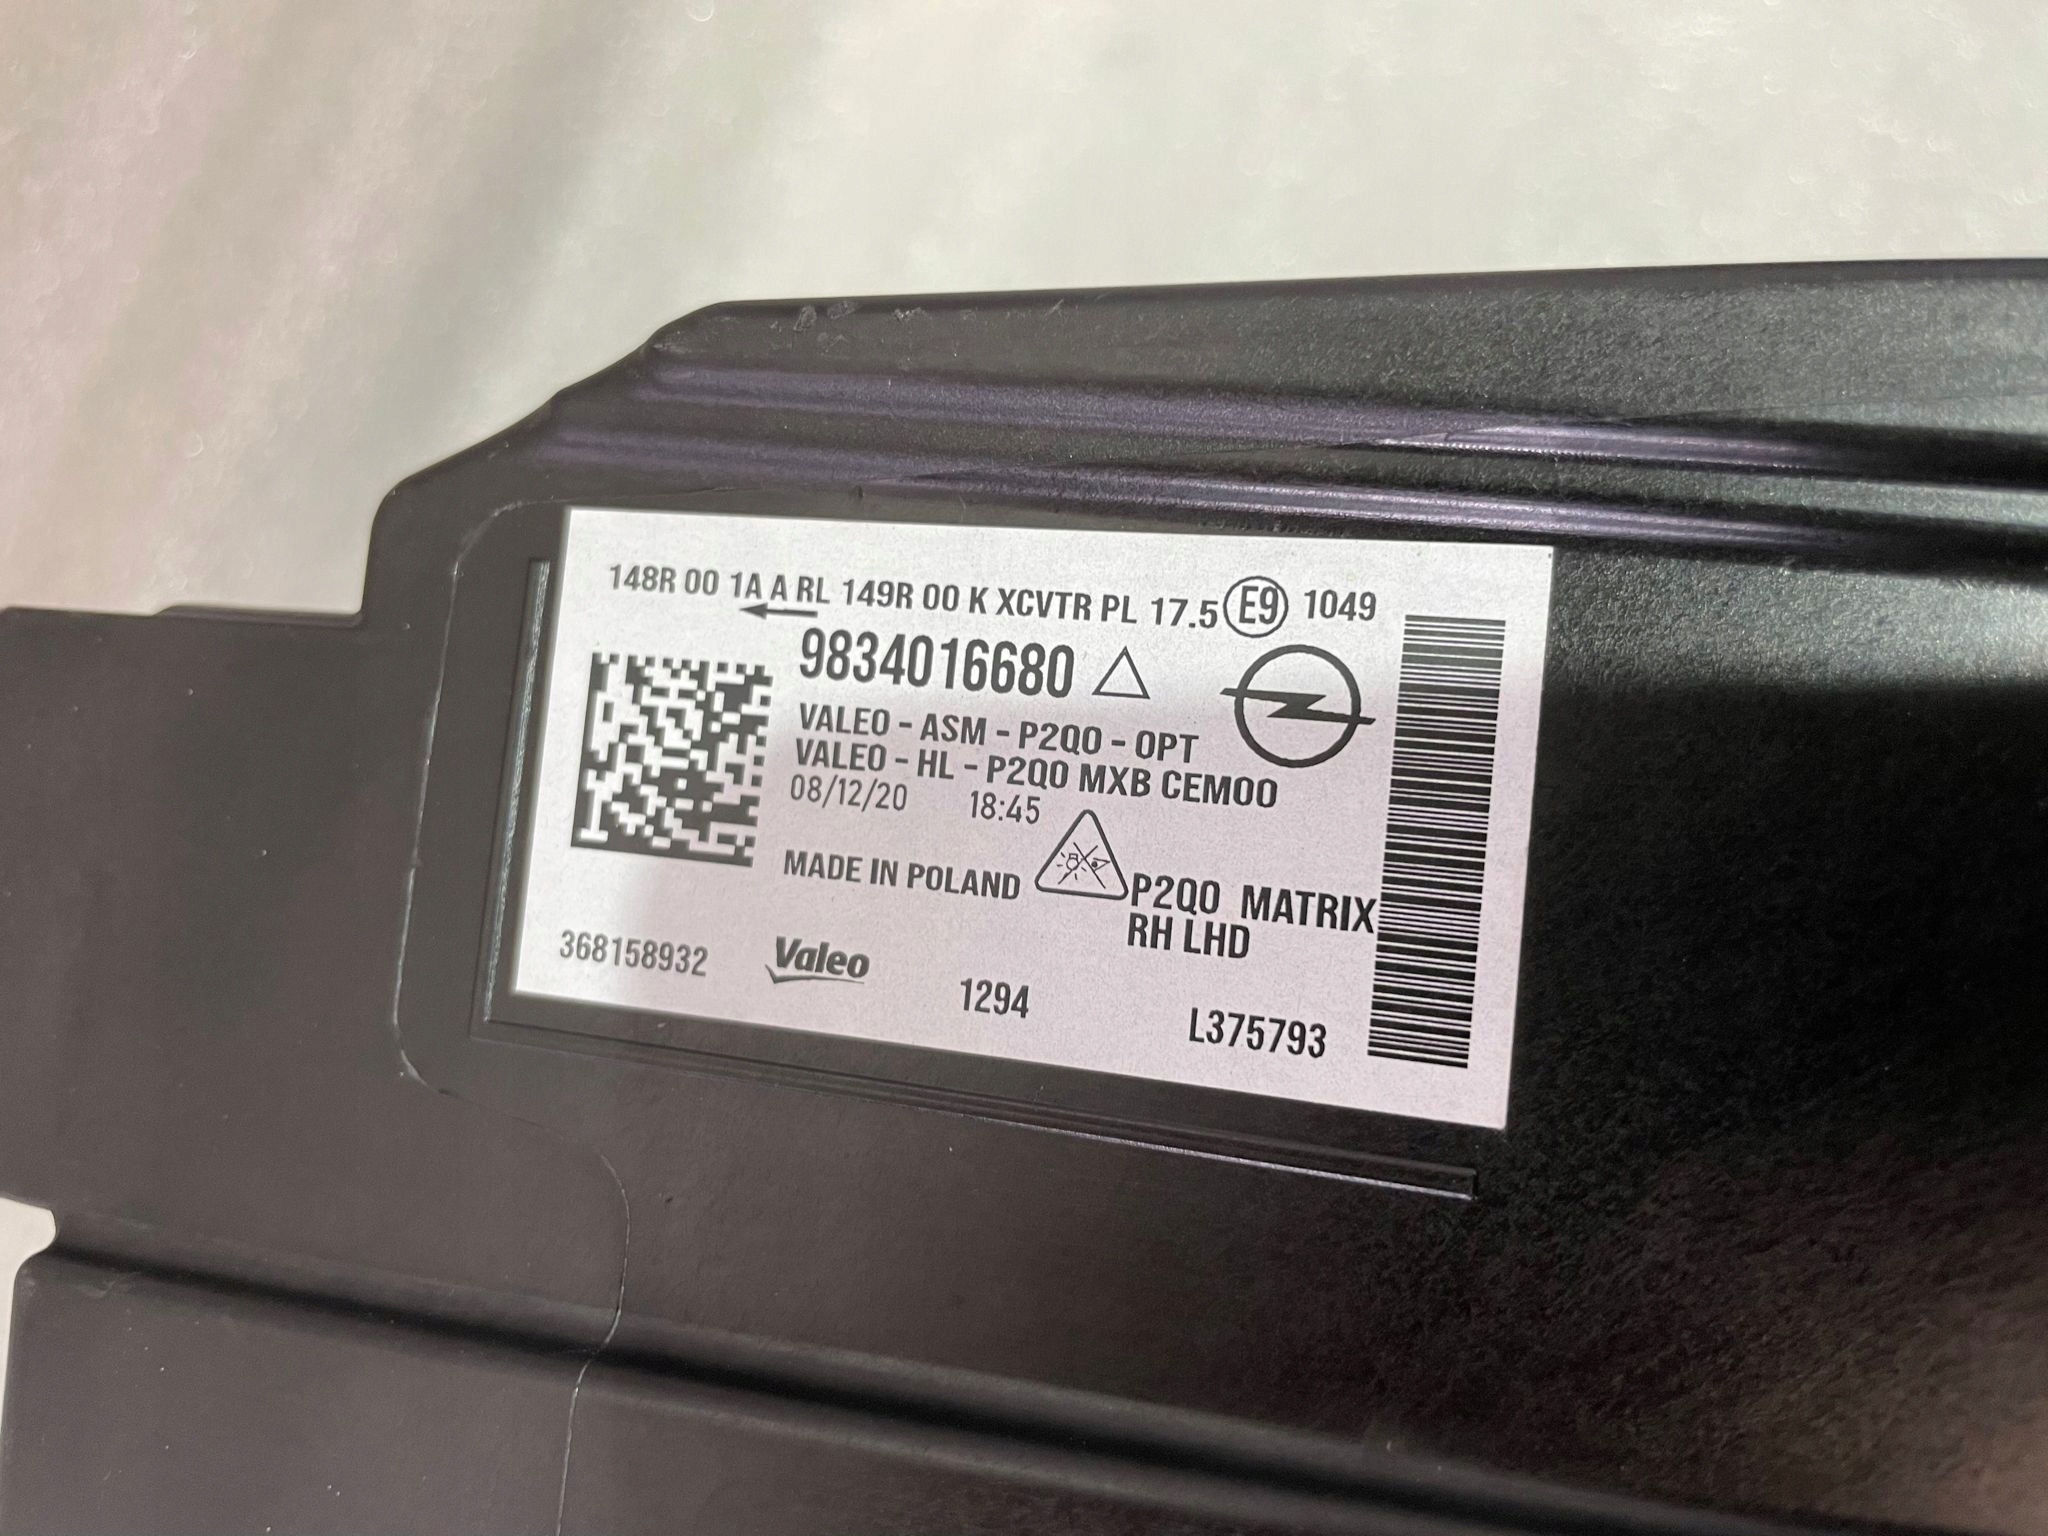 148R 00 1A A RL 149R 00 K XCVTR PL 17.5 E9 1049
9834016680
VALEO - ASM - P2Q0 - OPT
VALEO - HL - P2Q0 MXB CEM00
08/12/20 18:45
MADE IN POLAND
P2Q0 MATRIX
RH LHD
368158932
Valeo
1294
L375793